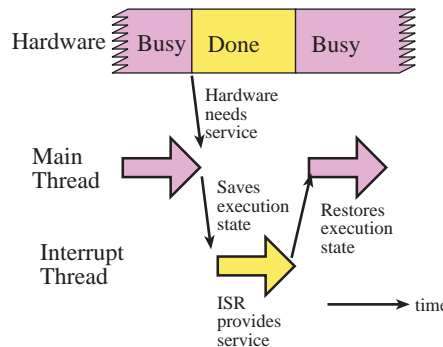 Hardware
Busy
Done
Busy
Hardware
needs
service
Main
Thread
Saves
execution
state
Restores
execution
state
Interrupt
Thread
ISR
provides
service
time